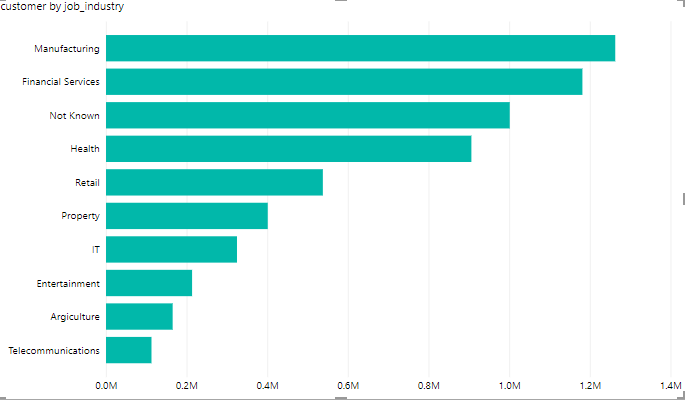 customer by job_industry
Manufacturing
Financial Services
Not Known
Health
Retail
Property
IT
Entertainment
Argiculture
Telecommunications
0.0M 0.2M 0.4M 0.6M 0.8M 1.0M 1.2M 1.4M